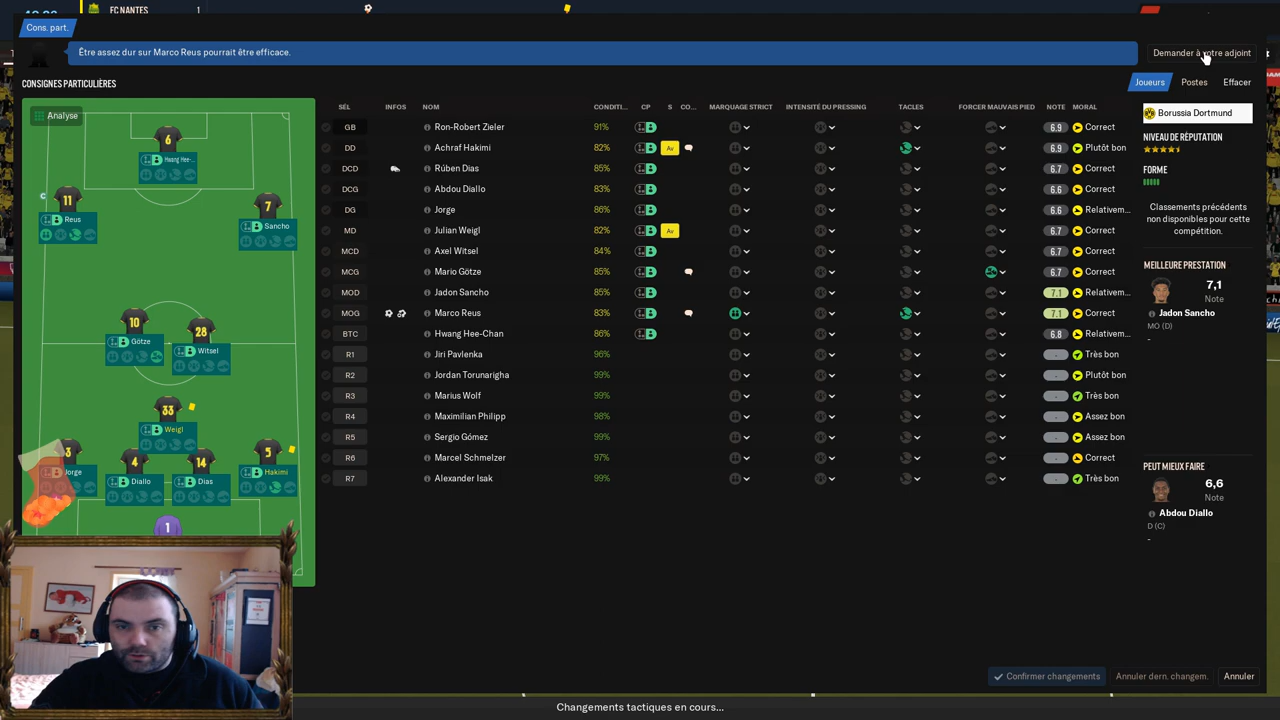 FC NANTES 1
Cons. part.
Être assez dur sur Marco Reus pourrait être efficace.
Demander à votre adjoint
CONSIGNES PARTICULIÈRES
Joueurs Postes Effacer
Analyse
SÉL INFOS NOM CONDITI... CP S CO... MARQUAGE STRICT INTENSITÉ DU PRESSING TACLES FORCER MAUVAIS PIED NOTE MORAL
GB Ron-Robert Zieler 91% 6.9 Correct
DD Achraf Hakimi 82% Av 6.9 Plutôt bon
DCD Rúben Dias 85% 6.7 Correct
DCG Abdou Diallo 83% 6.6 Correct
DG Jorge 86% 6.6 Relativem...
MD Julian Weigl 82% Av 6.7 Correct
MCD Axel Witsel 84% 6.7 Correct
MCG Mario Götze 85% 6.7 Correct
MOD Jadon Sancho 85% 7.1 Relativem...
MOG Marco Reus 83% 7.1 Correct
BTC Hwang Hee-Chan 86% 6.8 Relativem...
R1 Jiri Pavlenka 96% - Très bon
R2 Jordan Torunarigha 99% - Plutôt bon
R3 Marius Wolf 99% - Très bon
R4 Maximilian Philipp 98% - Assez bon
R5 Sergio Gómez 99% - Assez bon
R6 Marcel Schmelzer 97% - Correct
R7 Alexander Isak 99% - Très bon
6
Hwang Hee-...
C
11
Reus
7
Sancho
10
Götze
28
Witsel
33
Weigl
3
Jorge
4
Diallo
14
Dias
5
Hakimi
1
Borussia Dortmund
NIVEAU DE RÉPUTATION
FORME
Classements précédents
non disponibles pour cette
compétition.
MEILLEURE PRESTATION
7,1
Note
Jadon Sancho
MO (D)
-
PEUT MIEUX FAIRE
6,6
Note
Abdou Diallo
D (C)
-
Confirmer changements Annuler dern. changem. Annuler
Changements tactiques en cours...